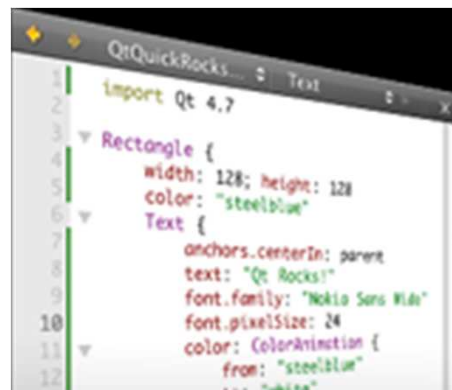 QtQuickRocks... Text
1 import Qt 4.7
2
3 Rectangle {
4 width: 128; height: 128
5 color: "steelblue"
6 Text {
7 anchors.centerIn: parent
8 text: "Qt Rocks!"
9 font.family: "Nokia Sans Wide"
10 font.pixelSize: 24
11 color: ColorAnimation {
12 from: "steelblue"
to: "white"